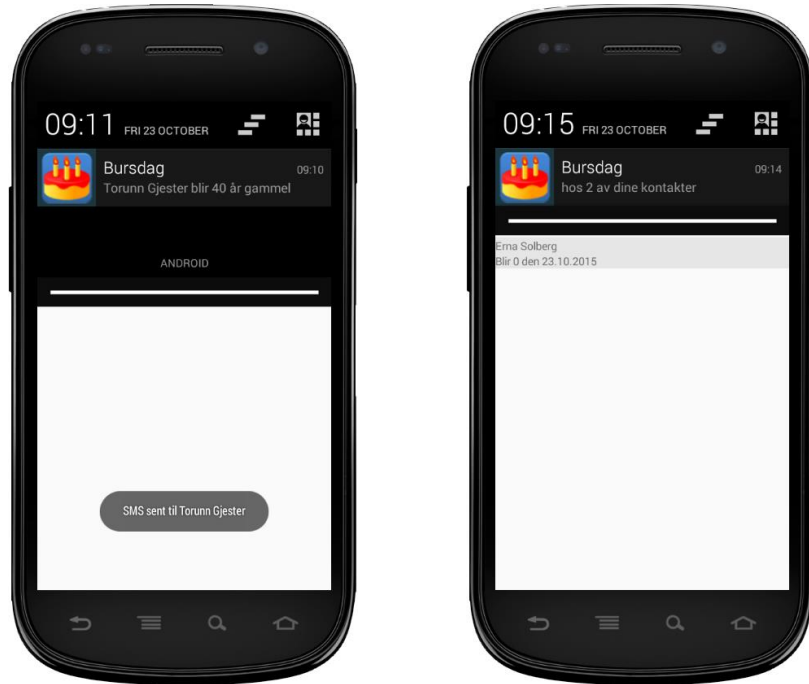 09:11 FRI 23 OCTOBER
Bursdag 09:10
Torunn Gjester blir 40 år gammel
ANDROID
SMS sent til Torunn Gjester
09:15 FRI 23 OCTOBER
Bursdag 09:14
hos 2 av dine kontakter
Erna Solberg
Blir 0 den 23.10.2015